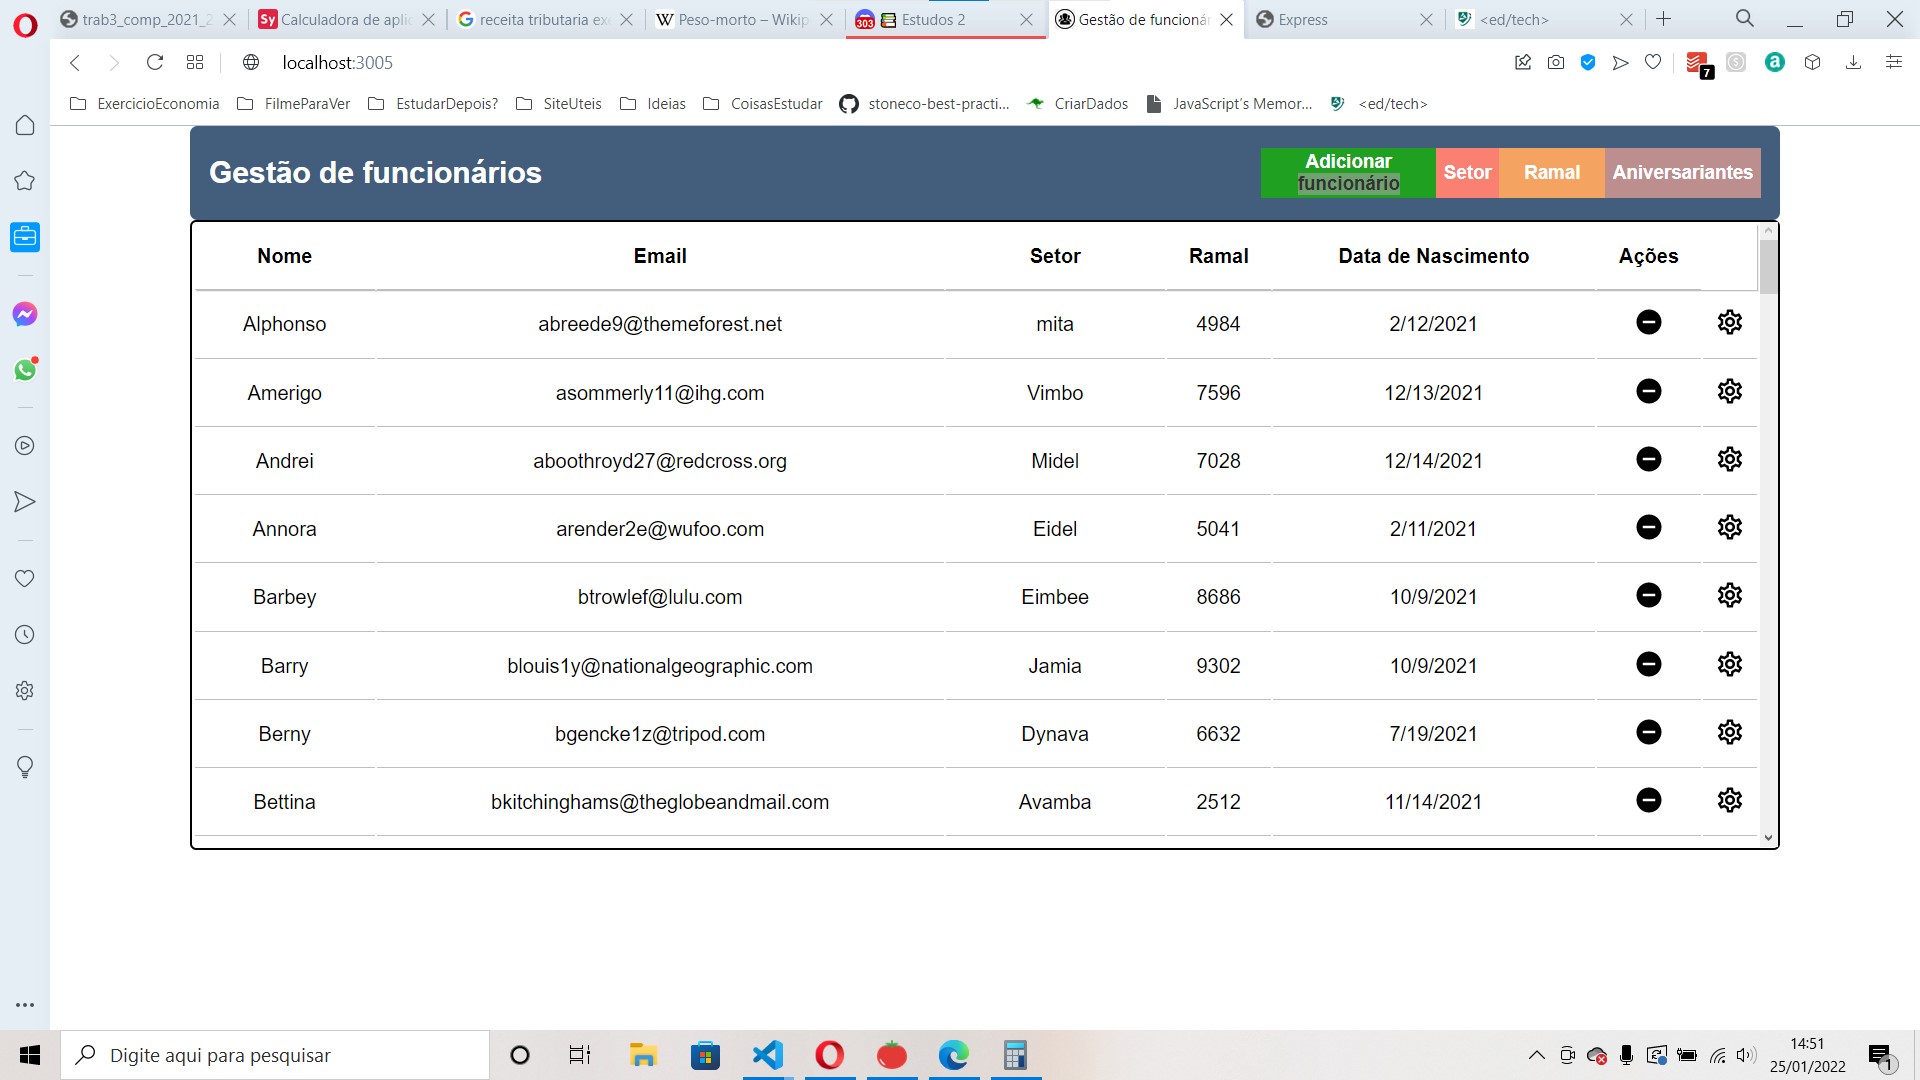 trab3_comp_2021_2
Sy Calculadora de aplic
G receita tributaria exe
W Peso-morto – Wikip
303 Estudos 2
Gestão de funcionár
Express
<ed/tech>
localhost:3005
7
ExercicioEconomia
FilmeParaVer
EstudarDepois?
SiteUteis
Ideias
CoisasEstudar
stoneco-best-practi...
CriarDados
JavaScript's Memor...
<ed/tech>
Gestão de funcionários
Adicionar
funcionário
Setor
Ramal
Aniversariantes
Nome Email Setor Ramal Data de Nascimento Ações
Alphonso abreede9@themeforest.net mita 4984 2/12/2021
Amerigo asommerly11@ihg.com Vimbo 7596 12/13/2021
Andrei aboothroyd27@redcross.org Midel 7028 12/14/2021
Annora arender2e@wufoo.com Eidel 5041 2/11/2021
Barbey btrowlef@lulu.com Eimbee 8686 10/9/2021
Barry blouis1y@nationalgeographic.com Jamia 9302 10/9/2021
Berny bgencke1z@tripod.com Dynava 6632 7/19/2021
Bettina bkitchinghams@theglobeandmail.com Avamba 2512 11/14/2021
Digite aqui para pesquisar
14:51
25/01/2022
1